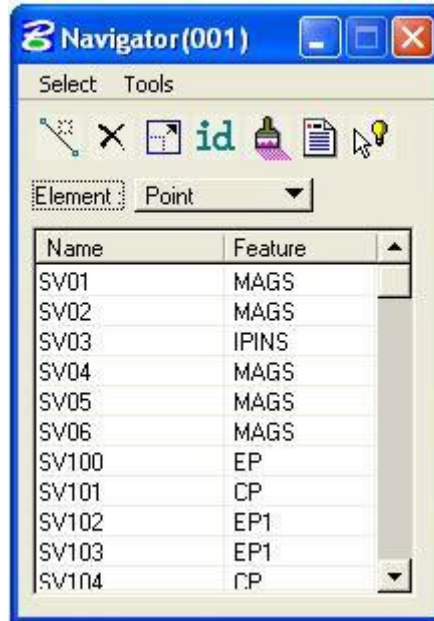 Navigator (001)
Select Tools
id
Element : Point
Name Feature
SV01 MAGS
SV02 MAGS
SV03 IPINS
SV04 MAGS
SV05 MAGS
SV06 MAGS
SV100 EP
SV101 CP
SV102 EP1
SV103 EP1
SV104 CP